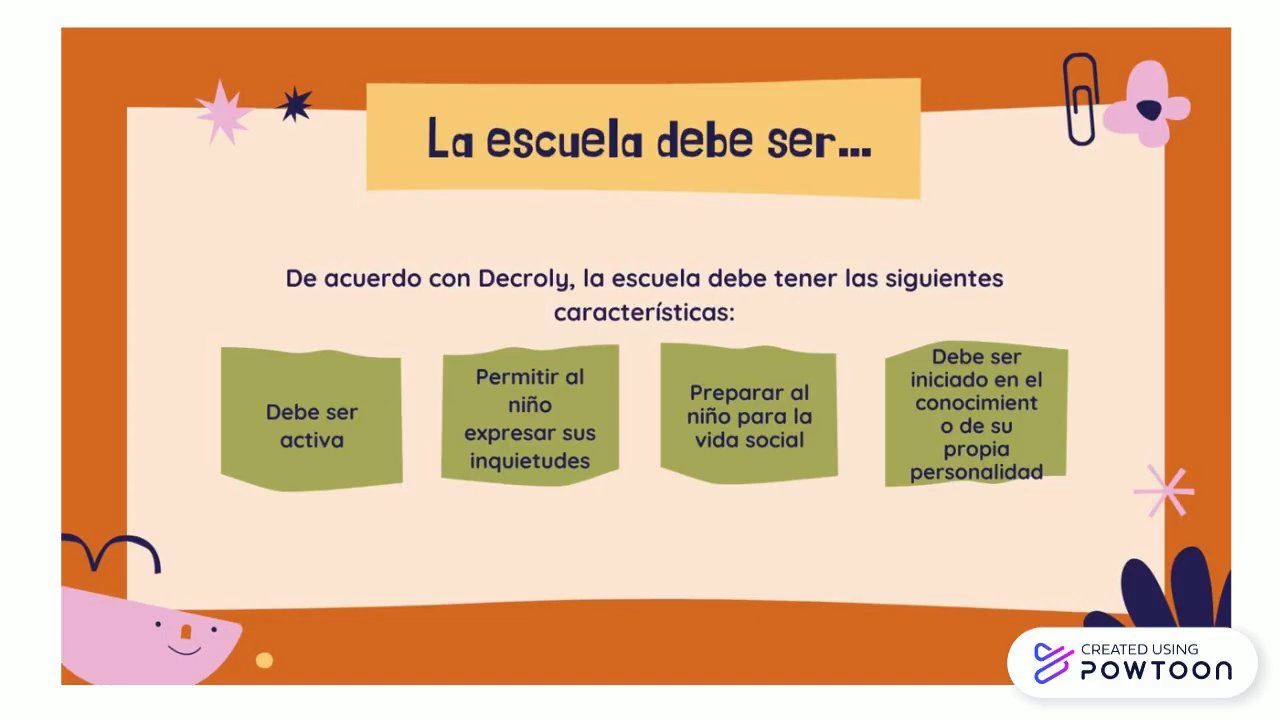 La escuela debe ser...
De acuerdo con Decroly, la escuela debe tener las siguientes
características:
Debe ser
activa
Permitir al
niño
expresar sus
inquietudes
Preparar al
niño para la
vida social
Debe ser
iniciado en el
conocimient
o de su
propia
personalidad
CREATED USING
POWTOON